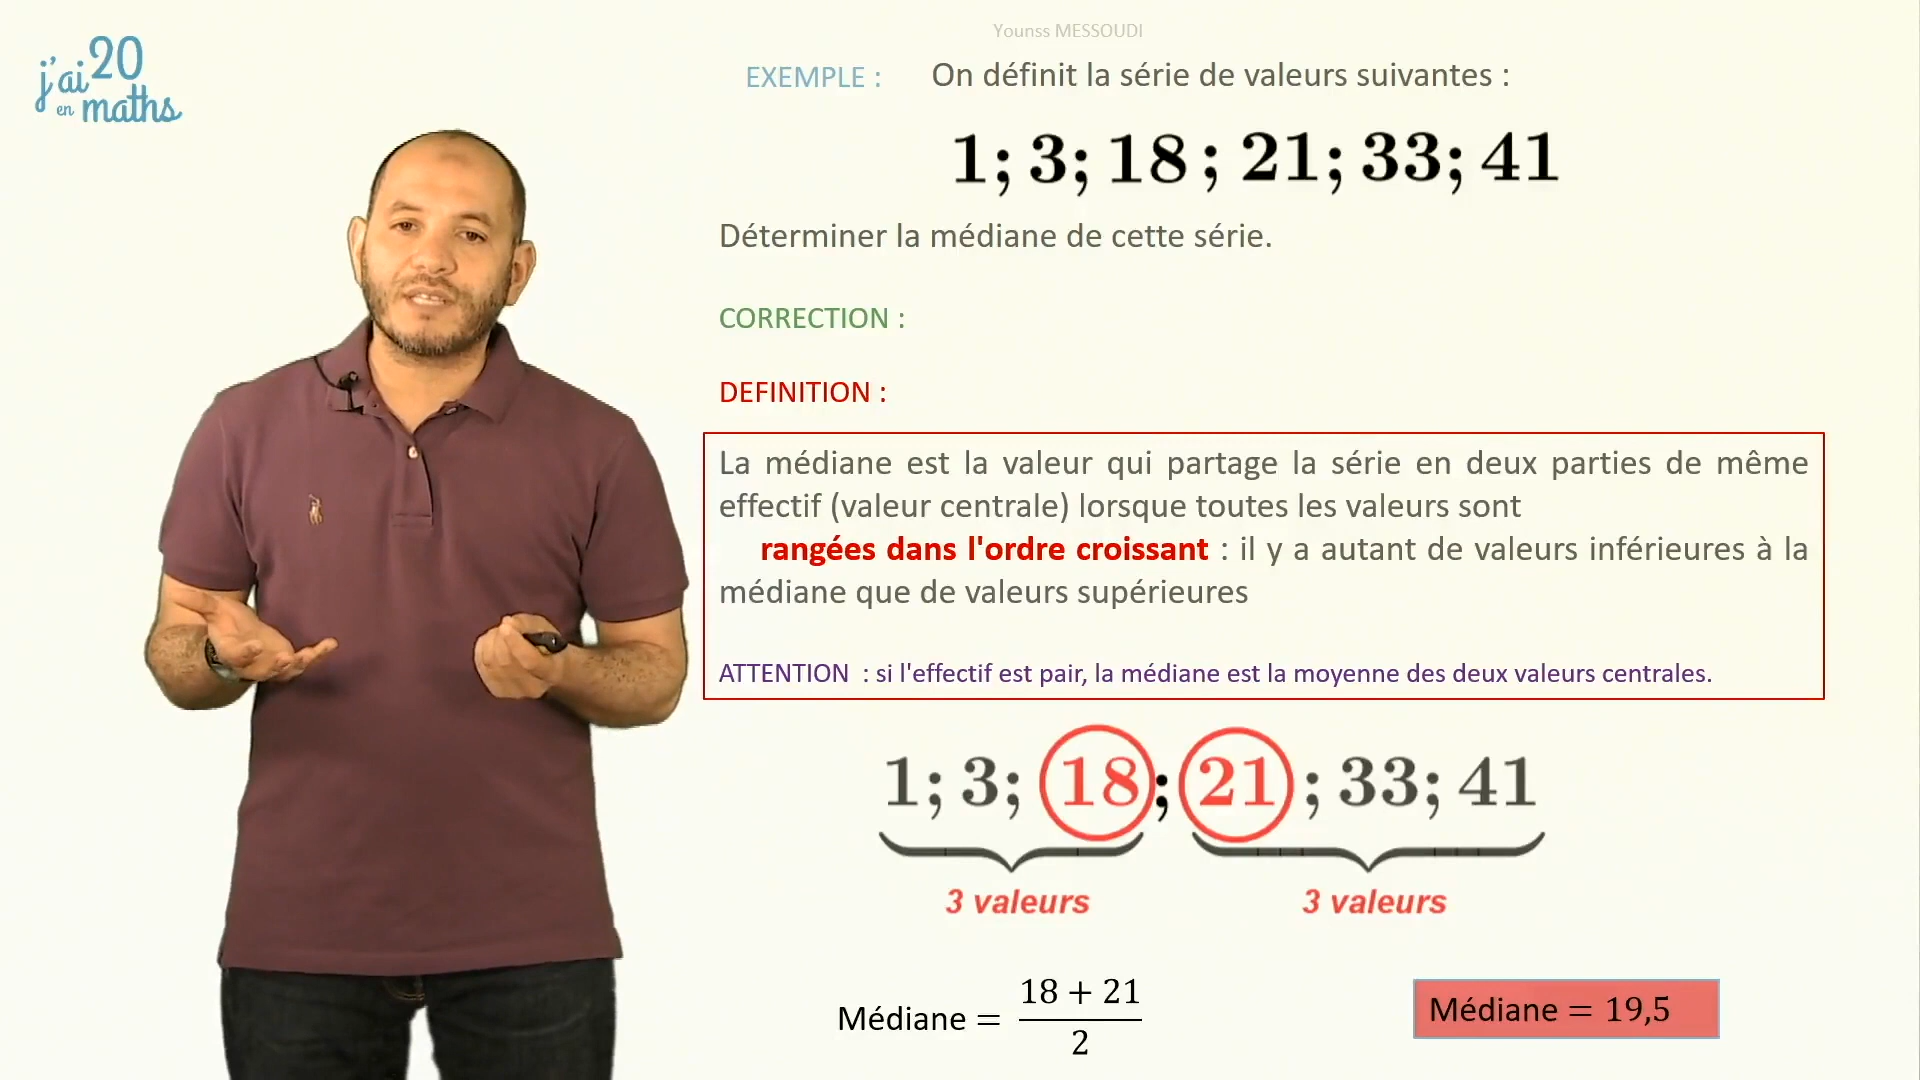 j'ai 20
en maths
Younss MESSOUDI
EXEMPLE : On définit la série de valeurs suivantes :
1; 3; 18 ; 21; 33; 41
Déterminer la médiane de cette série.
CORRECTION :
DEFINITION :
La médiane est la valeur qui partage la série en deux parties de même
effectif (valeur centrale) lorsque toutes les valeurs sont
rangées dans l'ordre croissant : il y a autant de valeurs inférieures à la
médiane que de valeurs supérieures
ATTENTION : si l'effectif est pair, la médiane est la moyenne des deux valeurs centrales.
1; 3; 18 ; 21 ; 33; 41
3 valeurs 3 valeurs
Médiane = (18 + 21)/2
Médiane = 19,5